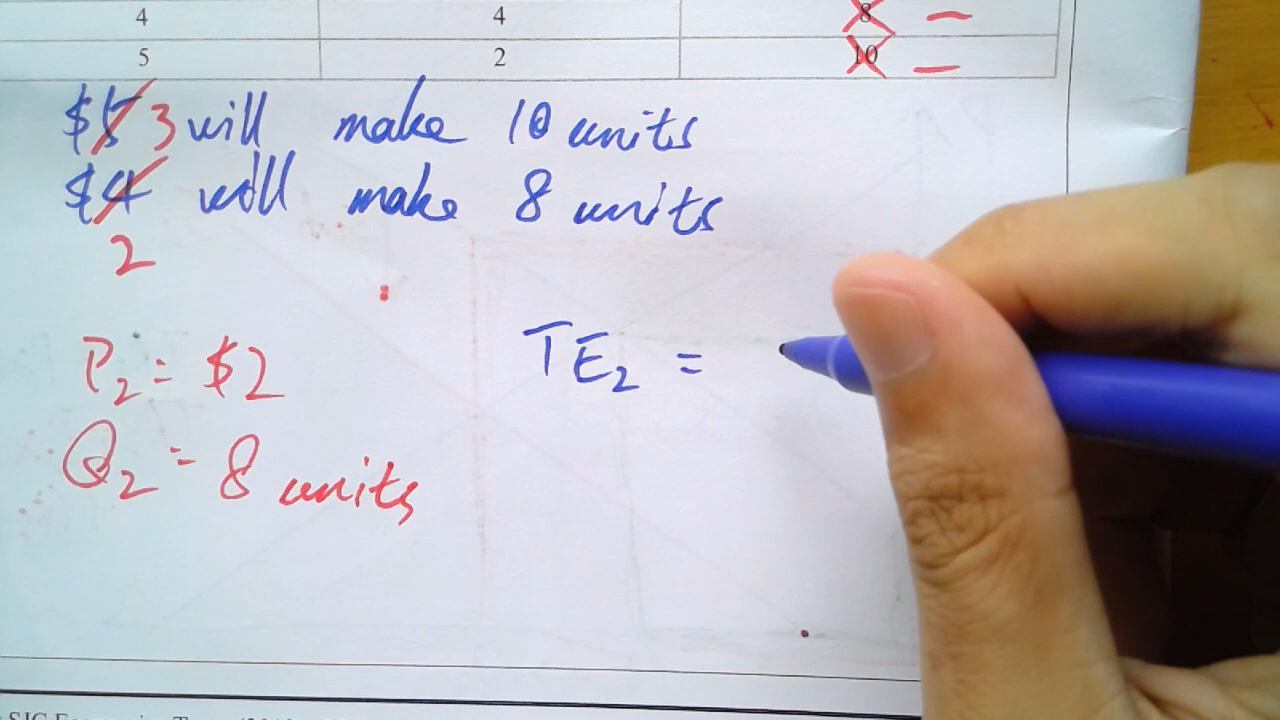 4 4 8 –
5 2 10 –
$5 3 will make 10 units
$4 will make 8 units
2
P2 = $2
TE2 =
Q2 = 8 units
SJC